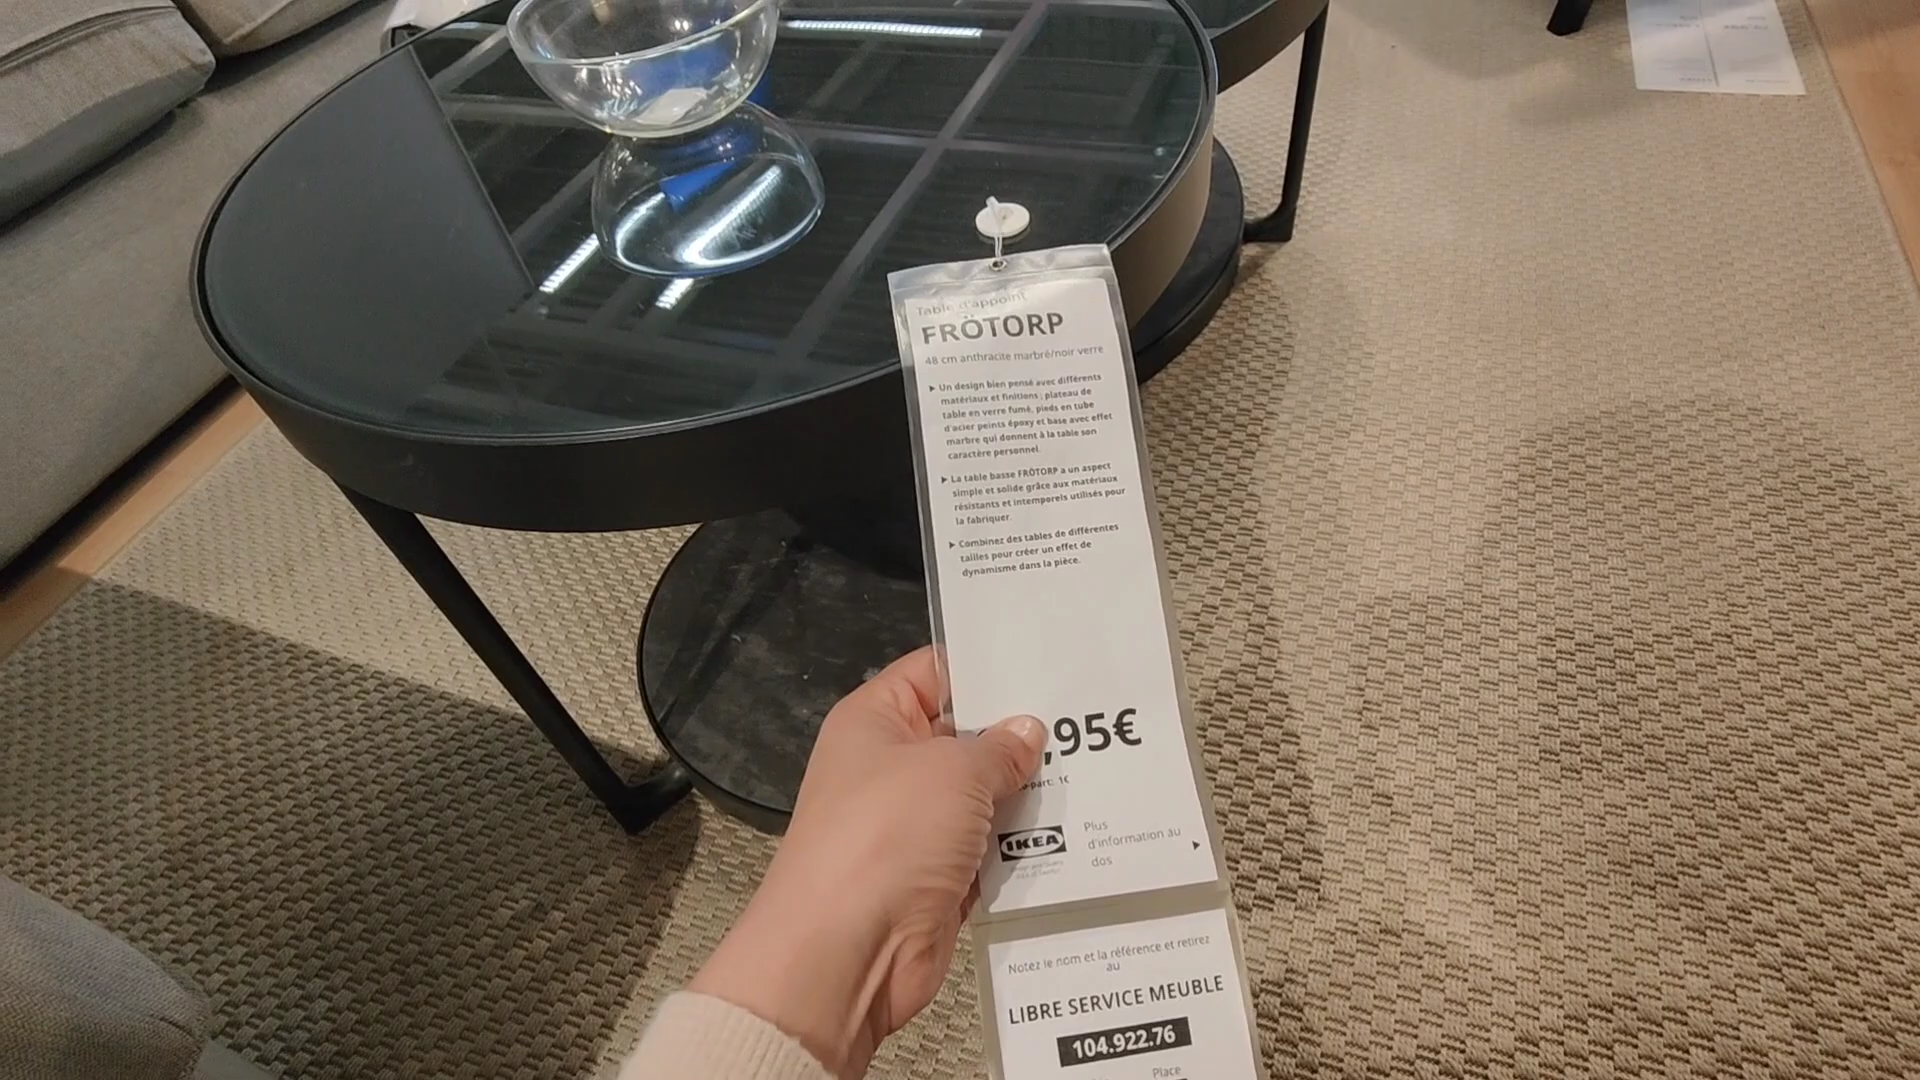 Table d'appoint
FRÖTORP
48 cm anthracite marbré/noir verre
▶ Un design bien pensé avec différents
matériaux et finitions ; plateau de
table en verre fumé, pieds en tube
d'acier peints époxy et base avec effet
marbre qui donnent à la table son
caractère personnel.
▶ La table basse FRÖTORP a un aspect
simple et solide grâce aux matériaux
résistants et intemporels utilisés pour
la fabriquer.
▶ Combinez des tables de différentes
tailles pour créer un effet de
dynamisme dans la pièce.
,95€
part: 1€
IKEA
Plus
d'information au
dos
Notez le nom et la référence et retirez
au
LIBRE SERVICE MEUBLE
104.922.76
Place